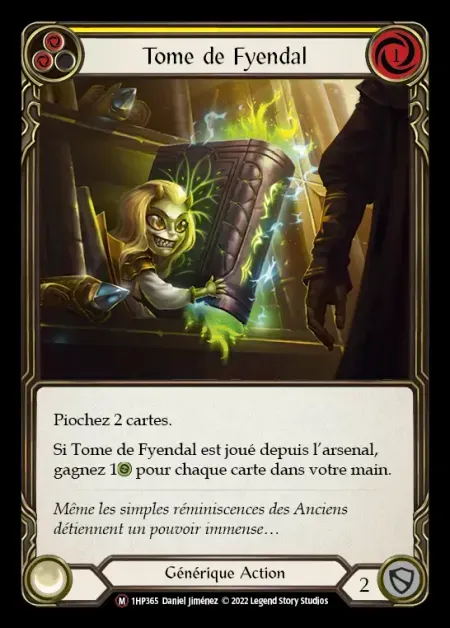 Tome de Fyendal
1
Piochez 2 cartes.
Si Tome de Fyendal est joué depuis l'arsenal,
gagnez 1 pour chaque carte dans votre main.
Même les simples réminiscences des Anciens
détiennent un pouvoir immense…
Générique Action
2
M 1HP365 Daniel Jiménez © 2022 Legend Story Studios